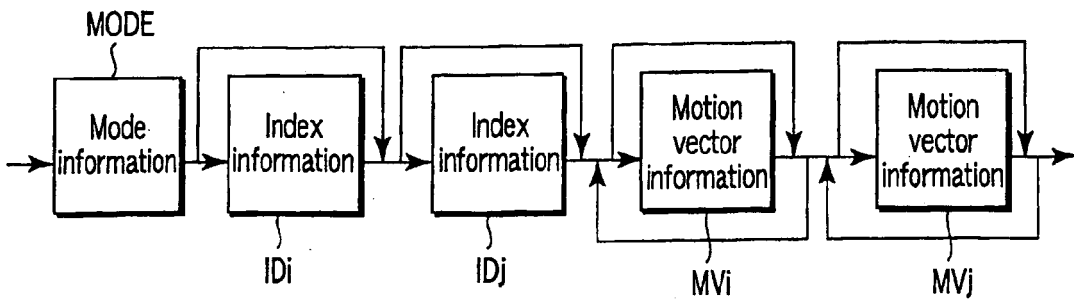 MODE
Mode
information
Index
information
Index
information
Motion
vector
information
Motion
vector
information
IDi
IDj
MVi
MVj